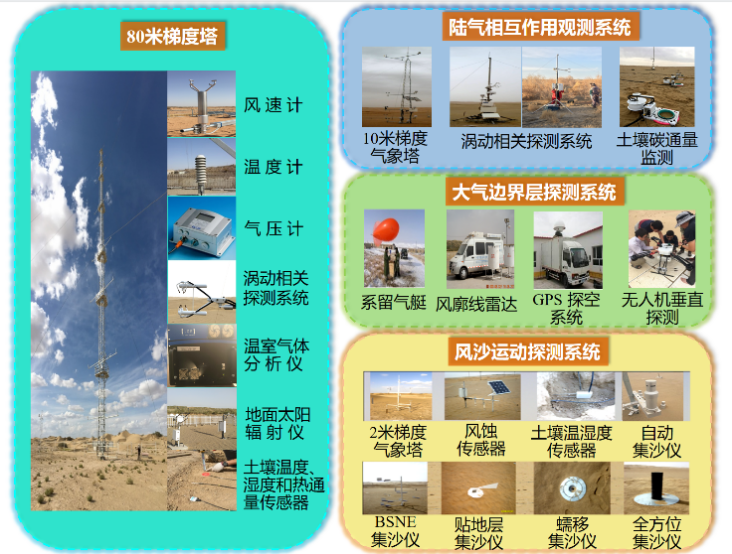 80米梯度塔
风速计
温度计
气压计
涡动相关
探测系统
温室气体
分析仪
地面太阳
辐射仪
土壤温度、
湿度和热通
量传感器
陆气相互作用观测系统
10米梯度
气象塔
涡动相关探测系统
土壤碳通量
监测
大气边界层探测系统
系留气艇
风廓线雷达
GPS 探空
系统
无人机垂直
探测
风沙运动探测系统
2米梯度
气象塔
风蚀
传感器
土壤温湿度
传感器
自动
集沙仪
BSNE
集沙仪
贴地层
集沙仪
蠕移
集沙仪
全方位
集沙仪